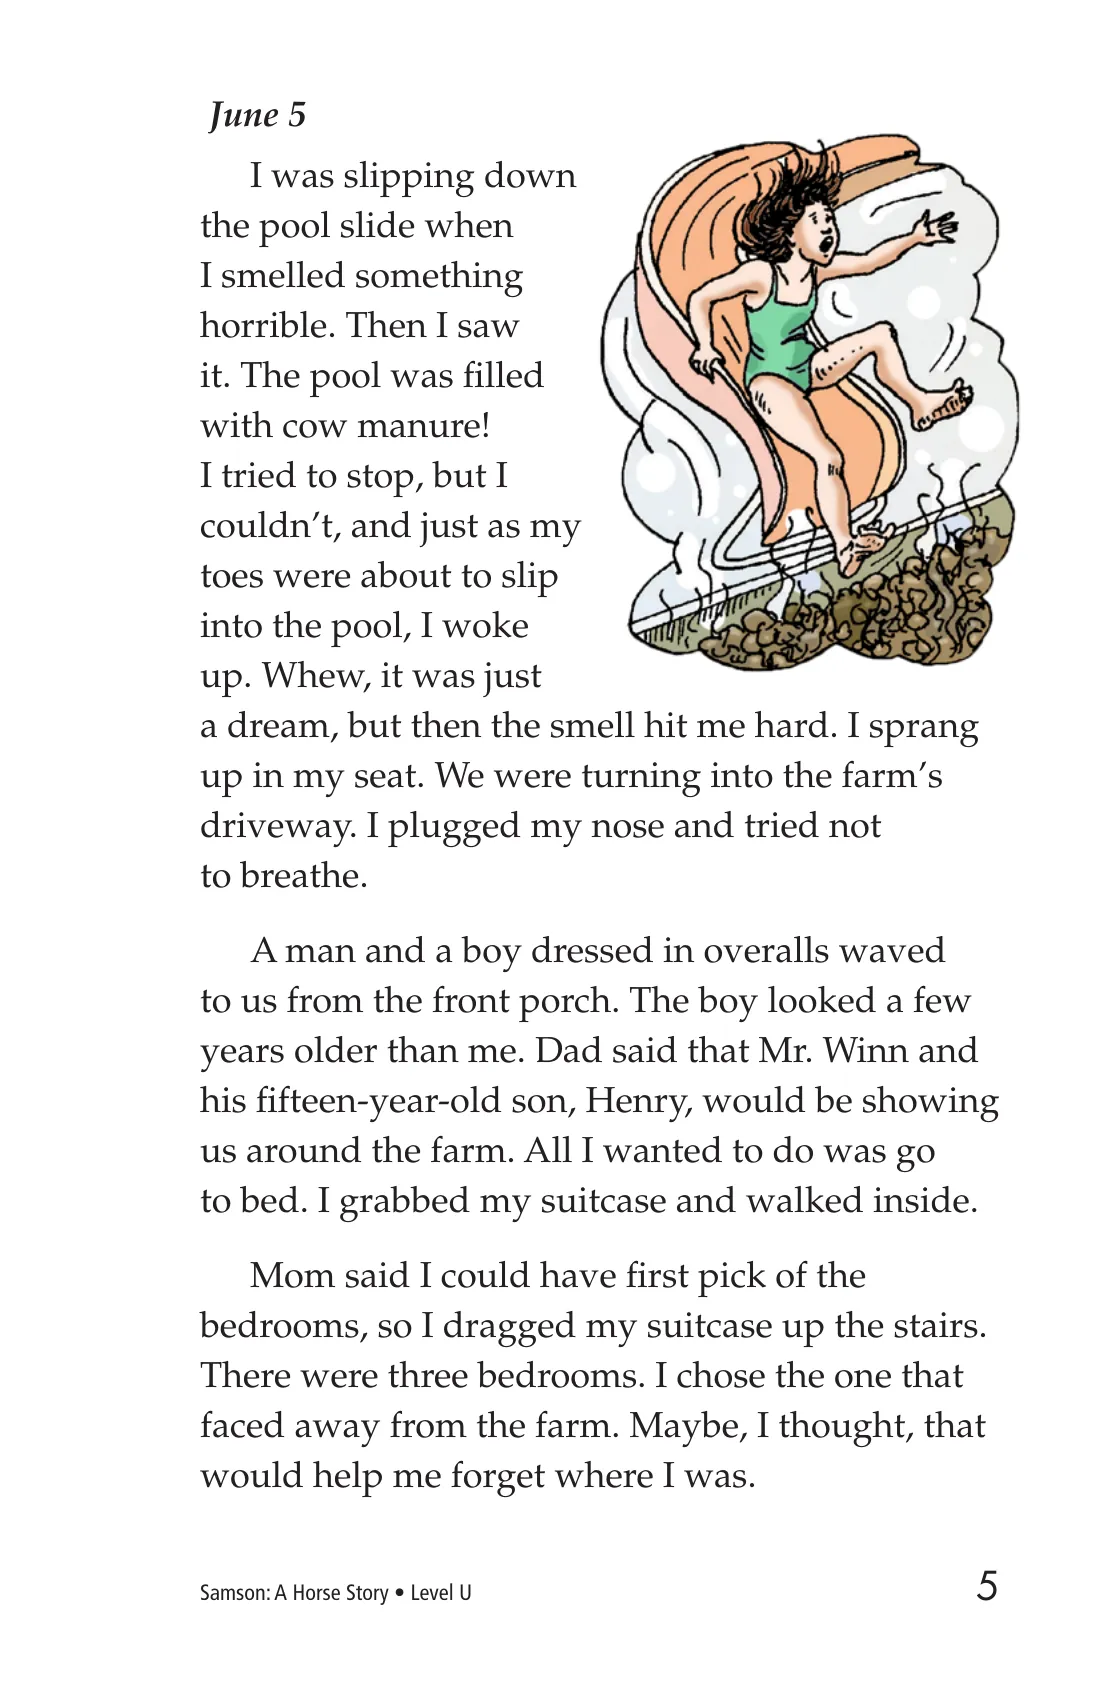 June 5
I was slipping down
the pool slide when
I smelled something
horrible. Then I saw
it. The pool was filled
with cow manure!
I tried to stop, but I
couldn’t, and just as my
toes were about to slip
into the pool, I woke
up. Whew, it was just
a dream, but then the smell hit me hard. I sprang
up in my seat. We were turning into the farm’s
driveway. I plugged my nose and tried not
to breathe.
A man and a boy dressed in overalls waved
to us from the front porch. The boy looked a few
years older than me. Dad said that Mr. Winn and
his fifteen-year-old son, Henry, would be showing
us around the farm. All I wanted to do was go
to bed. I grabbed my suitcase and walked inside.
Mom said I could have first pick of the
bedrooms, so I dragged my suitcase up the stairs.
There were three bedrooms. I chose the one that
faced away from the farm. Maybe, I thought, that
would help me forget where I was.
Samson: A Horse Story • Level U 5